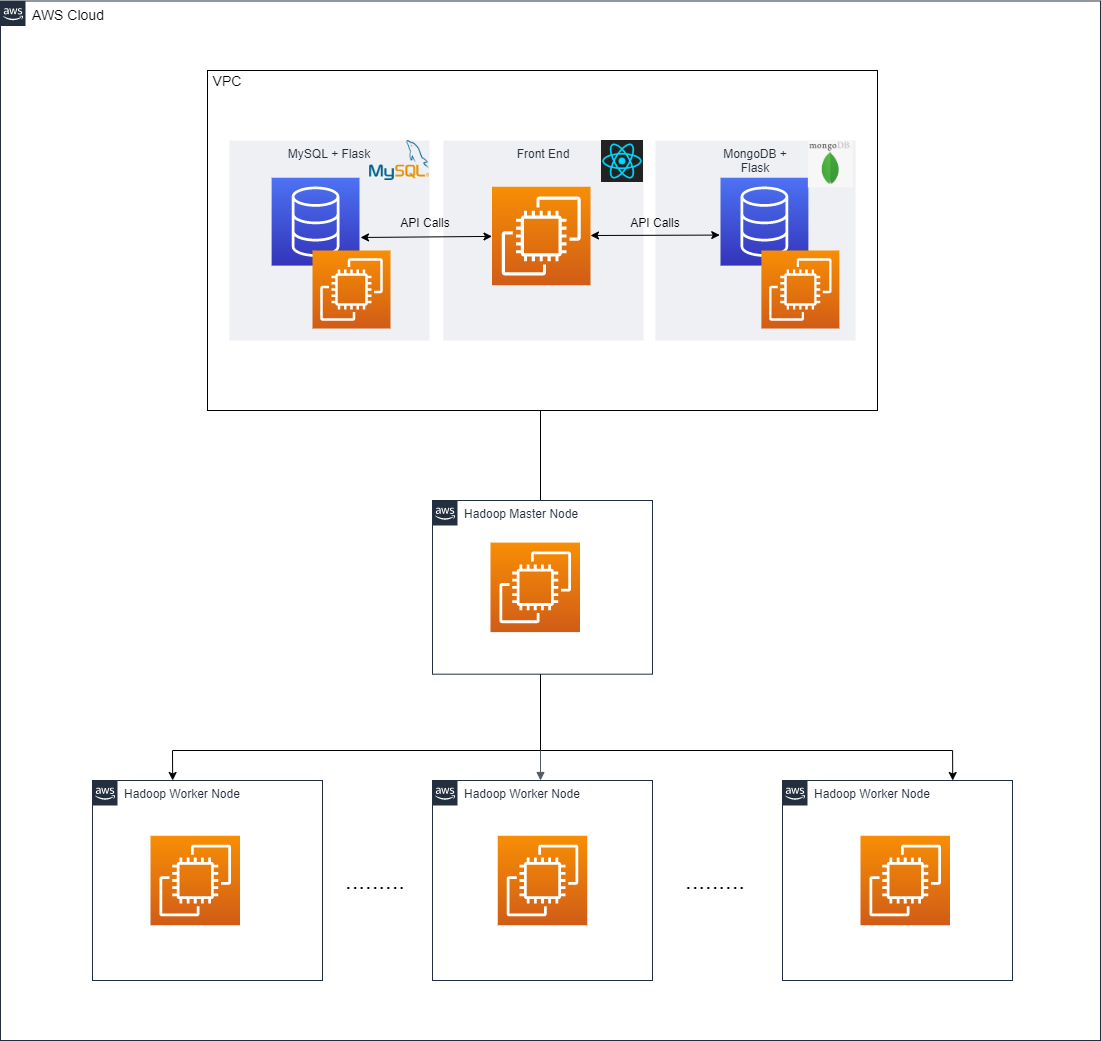 aws
AWS Cloud
VPC
MySQL + Flask
MySQL
Front End
MongoDB +
Flask
mongoDB
API Calls
API Calls
aws
Hadoop Master Node
aws
Hadoop Worker Node
aws
Hadoop Worker Node
aws
Hadoop Worker Node
.........
.........